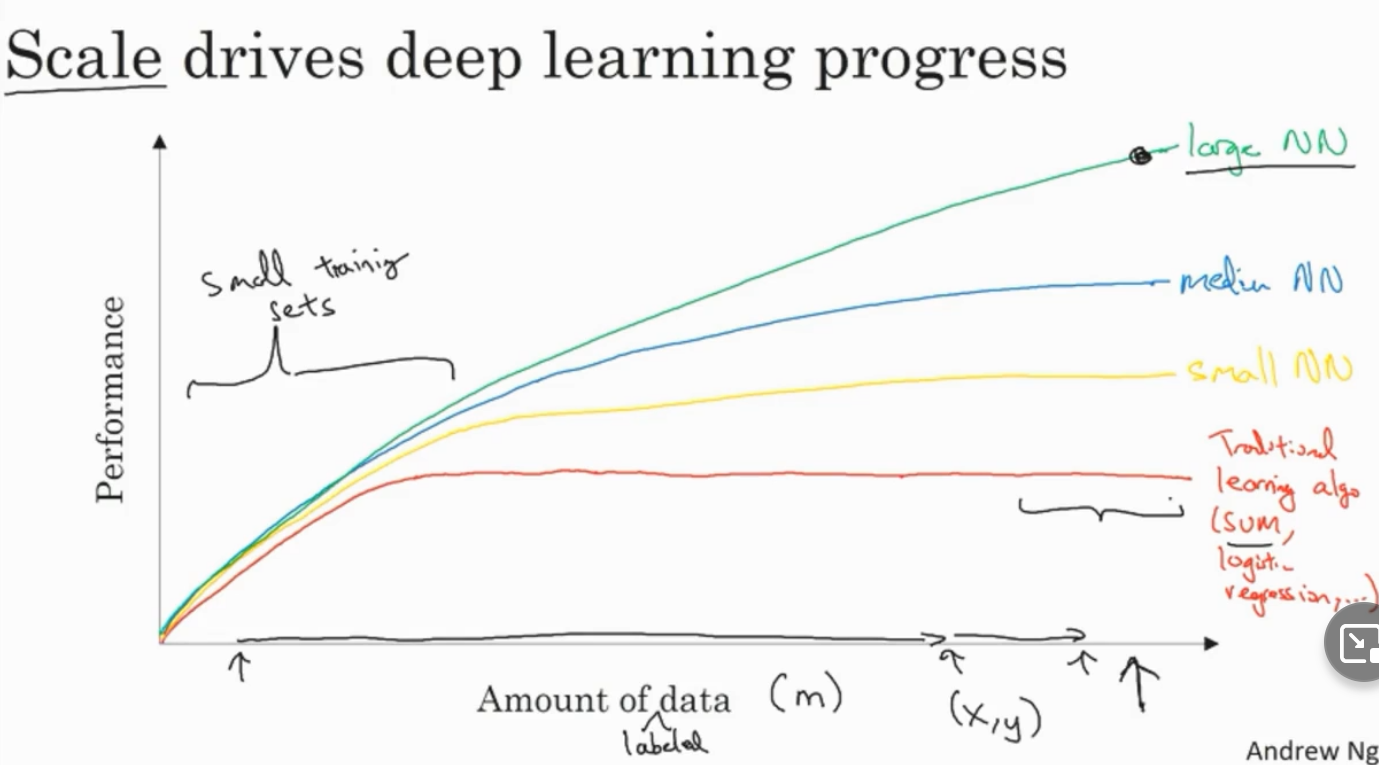 Scale drives deep learning progress
large NN
small training
sets
medium NN
Performance
small NN
Traditional
learning algo
(SVM,
logistic
regression,...)
Amount of data (m)
labeled
(x,y)
Andrew Ng